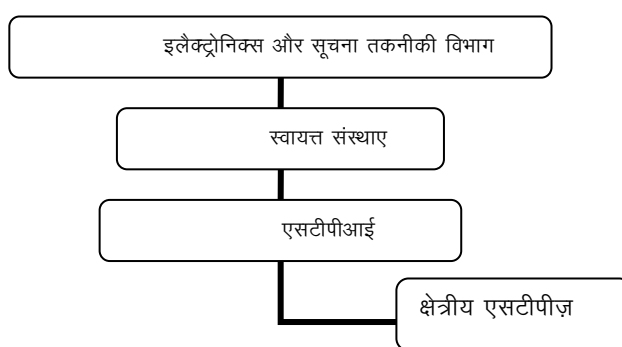 इलैक्ट्रोनिक्स और सूचना तकनीकी विभाग
स्वायत्त संस्थाए
एसटीपीआई
क्षेत्रीय एसटीपीज़